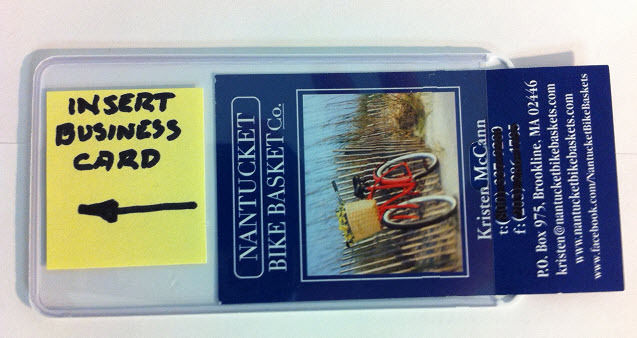 INSERT
BUSINESS
CARD
NANTUCKET
BIKE BASKET Co.
Kristen McCann
t:
f:
P.O. Box 975, Brookline, MA 02446
kristen@nantucketbikebaskets.com
www.nantucketbikebaskets.com
www.facebook.com/NantucketBikeBaskets